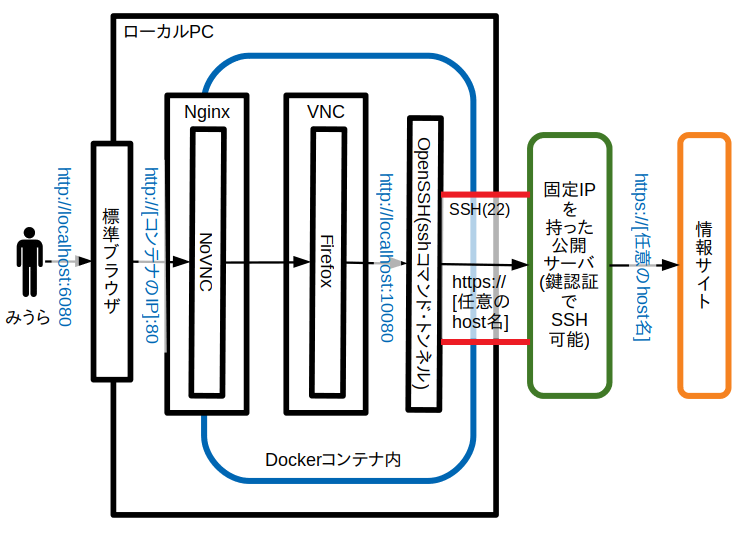 ローカルPC
Nginx
VNC
http://localhost:6080
標準ブラウザ
http://[コンテナのIP]:80
NoVNC
Firefox
http://localhost:10080
OpenSSH(sshコマンド・トンネル)
SSH(22)
https://
[任意の
host名]
固定IP
を
持った
公開
サーバ
(鍵認証
で
SSH
可能)
https://[任意のhost名]
情報サイト
みうら
Dockerコンテナ内